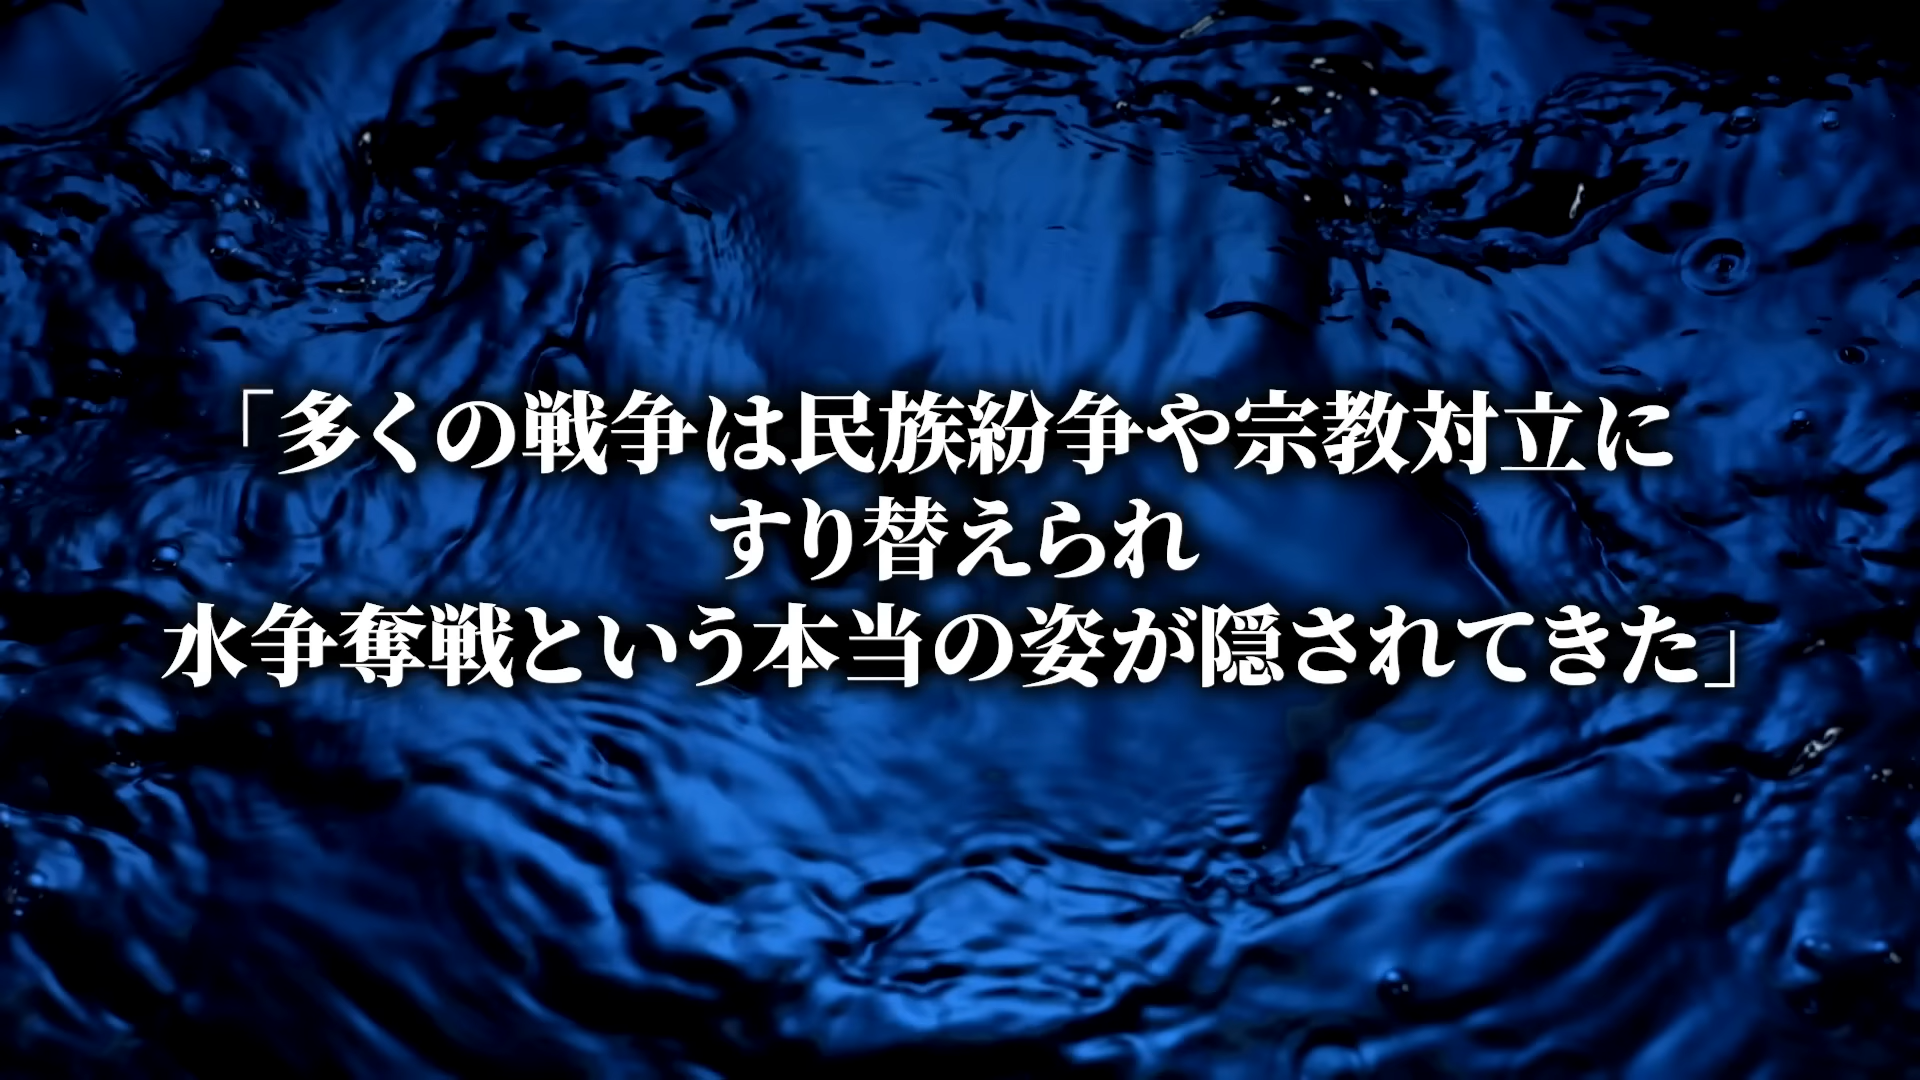 「多くの戦争は民族紛争や宗教対立に
すり替えられ
水争奪戦という本当の姿が隠されてきた」